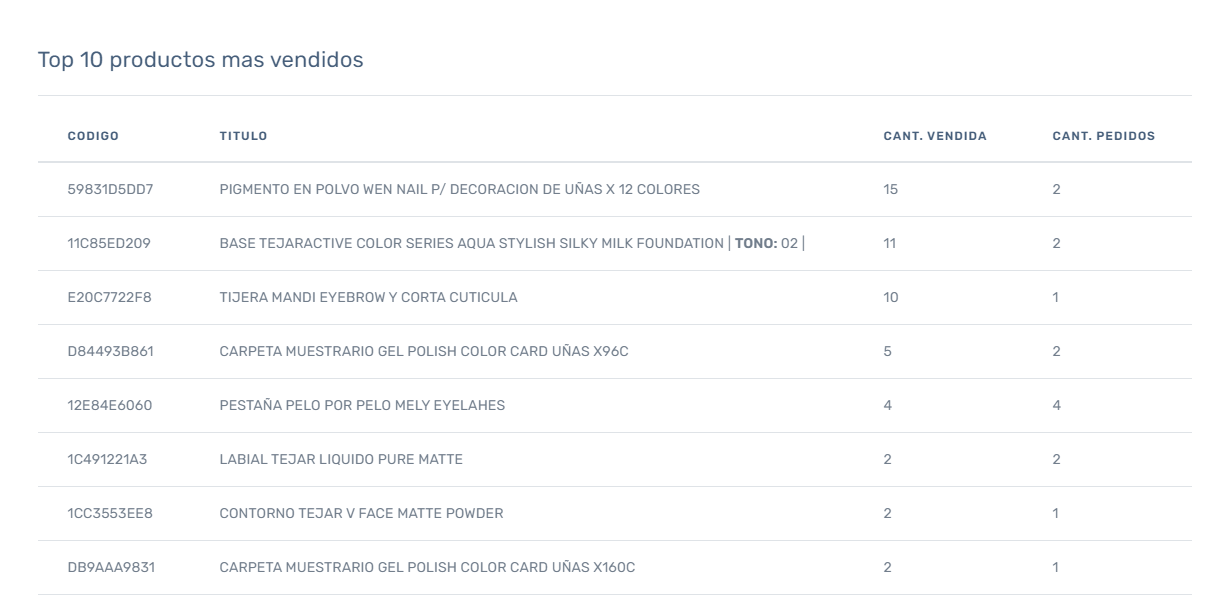 Top 10 productos mas vendidos
CODIGO TITULO CANT. VENDIDA CANT. PEDIDOS
59831D5DD7 PIGMENTO EN POLVO WEN NAIL P/ DECORACION DE UÑAS X 12 COLORES 15 2
11C85ED209 BASE TEJARACTIVE COLOR SERIES AQUA STYLISH SILKY MILK FOUNDATION | TONO: 02 | 11 2
E20C7722F8 TIJERA MANDI EYEBROW Y CORTA CUTICULA 10 1
D84493B861 CARPETA MUESTRARIO GEL POLISH COLOR CARD UÑAS X96C 5 2
12E84E6060 PESTAÑA PELO POR PELO MELY EYELAHES 4 4
1C491221A3 LABIAL TEJAR LIQUIDO PURE MATTE 2 2
1CC3553EE8 CONTORNO TEJAR V FACE MATTE POWDER 2 1
DB9AAA9831 CARPETA MUESTRARIO GEL POLISH COLOR CARD UÑAS X160C 2 1